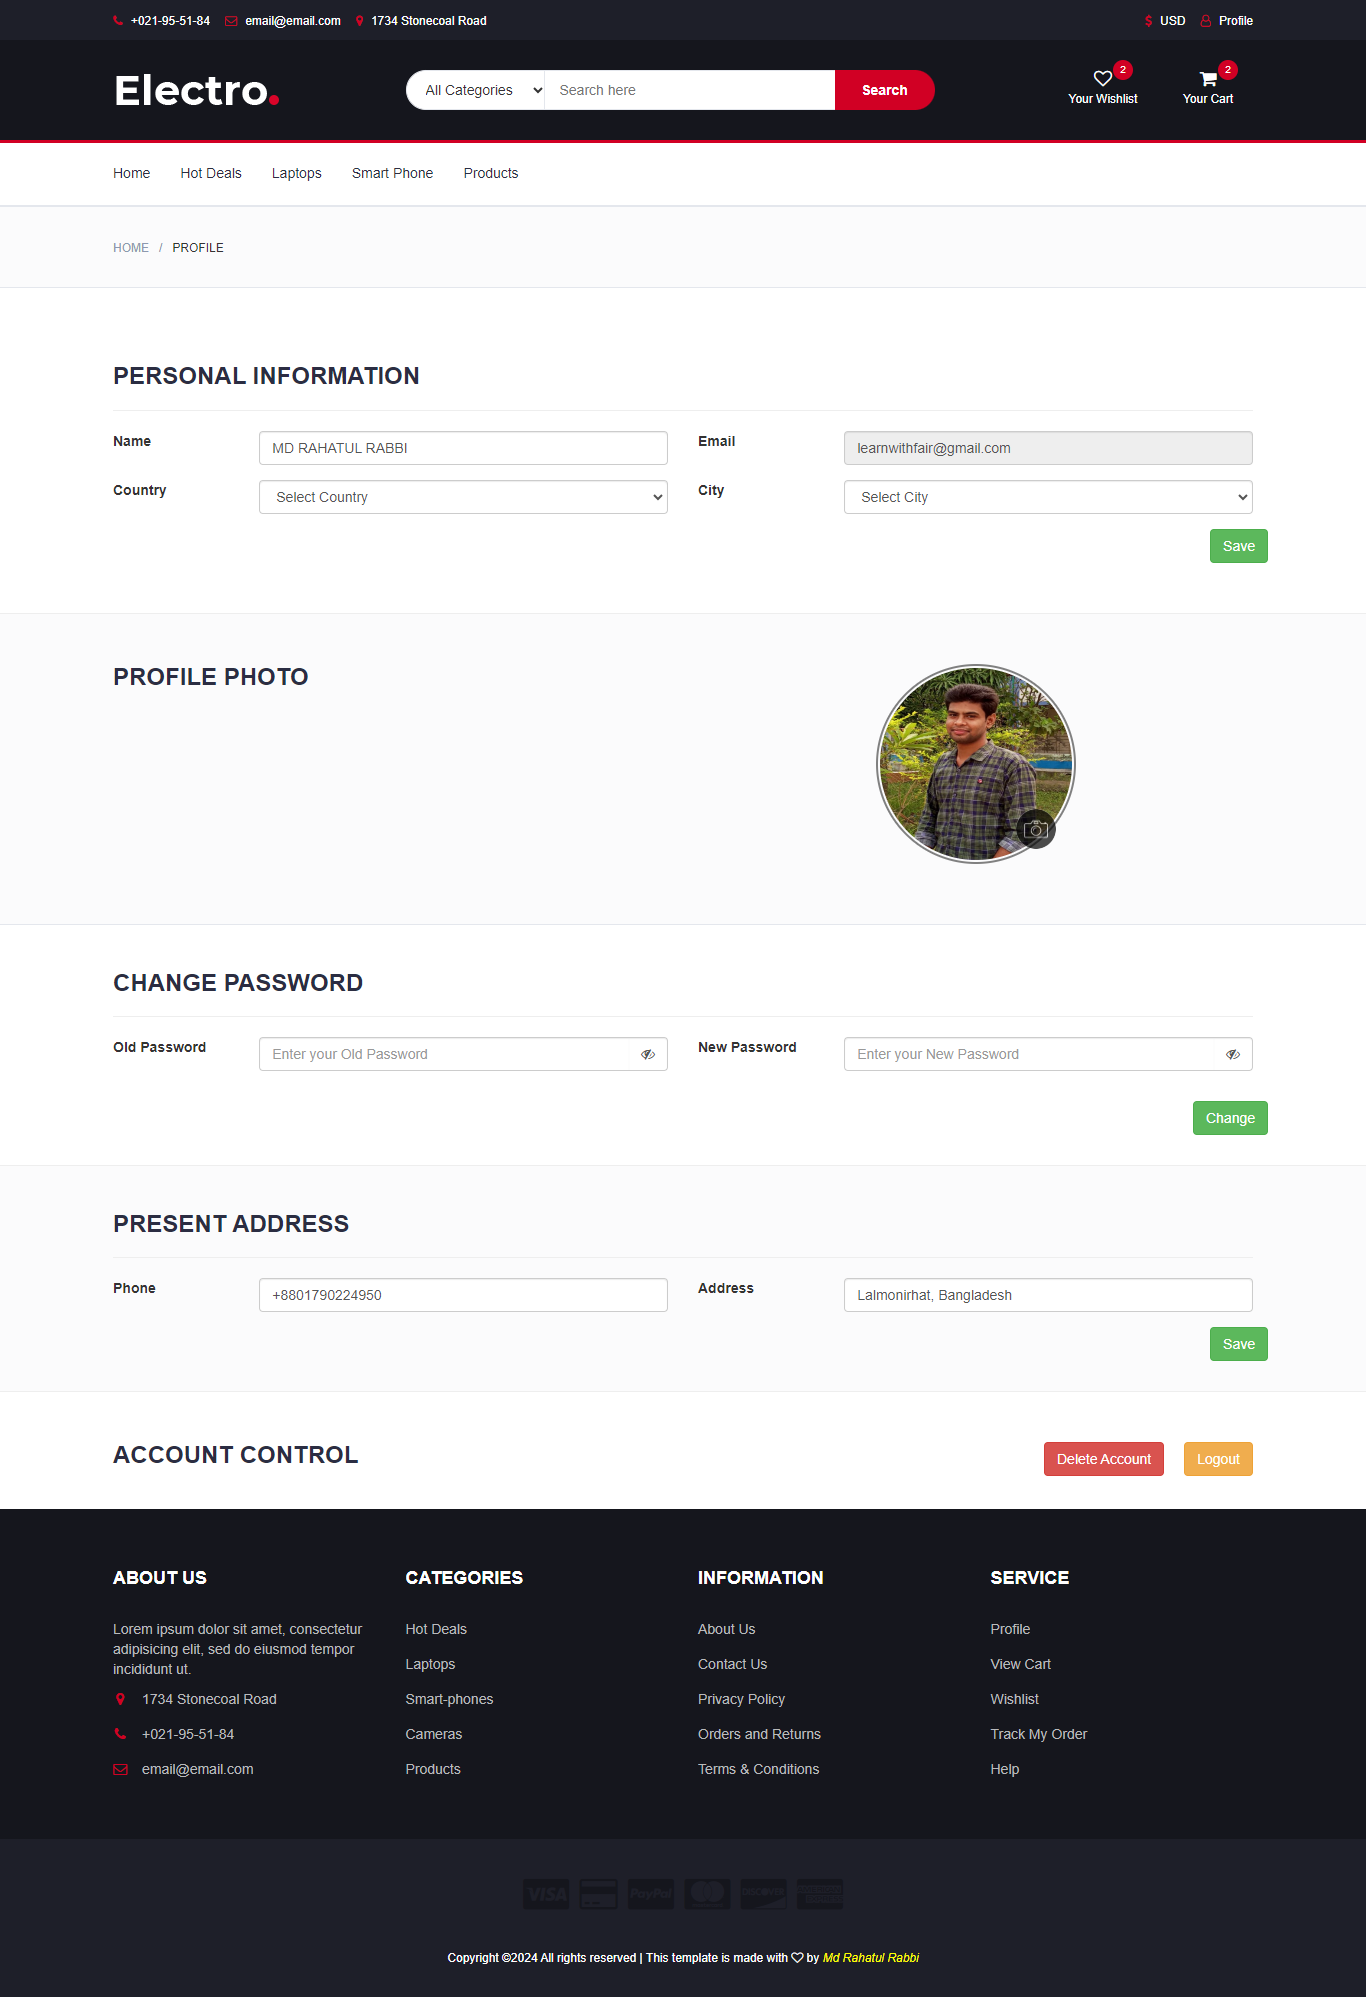 +021-95-51-84 email@email.com 1734 Stonecoal Road $ USD Profile
Electro.
All Categories Search here Search
2 2
Your Wishlist Your Cart
Home Hot Deals Laptops Smart Phone Products
HOME / PROFILE
PERSONAL INFORMATION
Name MD RAHATUL RABBI Email learnwithfair@gmail.com
Country Select Country City Select City
Save
PROFILE PHOTO
CHANGE PASSWORD
Old Password Enter your Old Password New Password Enter your New Password
Change
PRESENT ADDRESS
Phone +8801790224950 Address Lalmonirhat, Bangladesh
Save
ACCOUNT CONTROL Delete Account Logout
ABOUT US
Lorem ipsum dolor sit amet, consectetur
adipisicing elit, sed do eiusmod tempor
incididunt ut.
1734 Stonecoal Road
+021-95-51-84
email@email.com
CATEGORIES
Hot Deals
Laptops
Smart-phones
Cameras
Products
INFORMATION
About Us
Contact Us
Privacy Policy
Orders and Returns
Terms & Conditions
SERVICE
Profile
View Cart
Wishlist
Track My Order
Help
VISA PayPal DISCOVER
Copyright ©2024 All rights reserved | This template is made with by Md Rahatul Rabbi